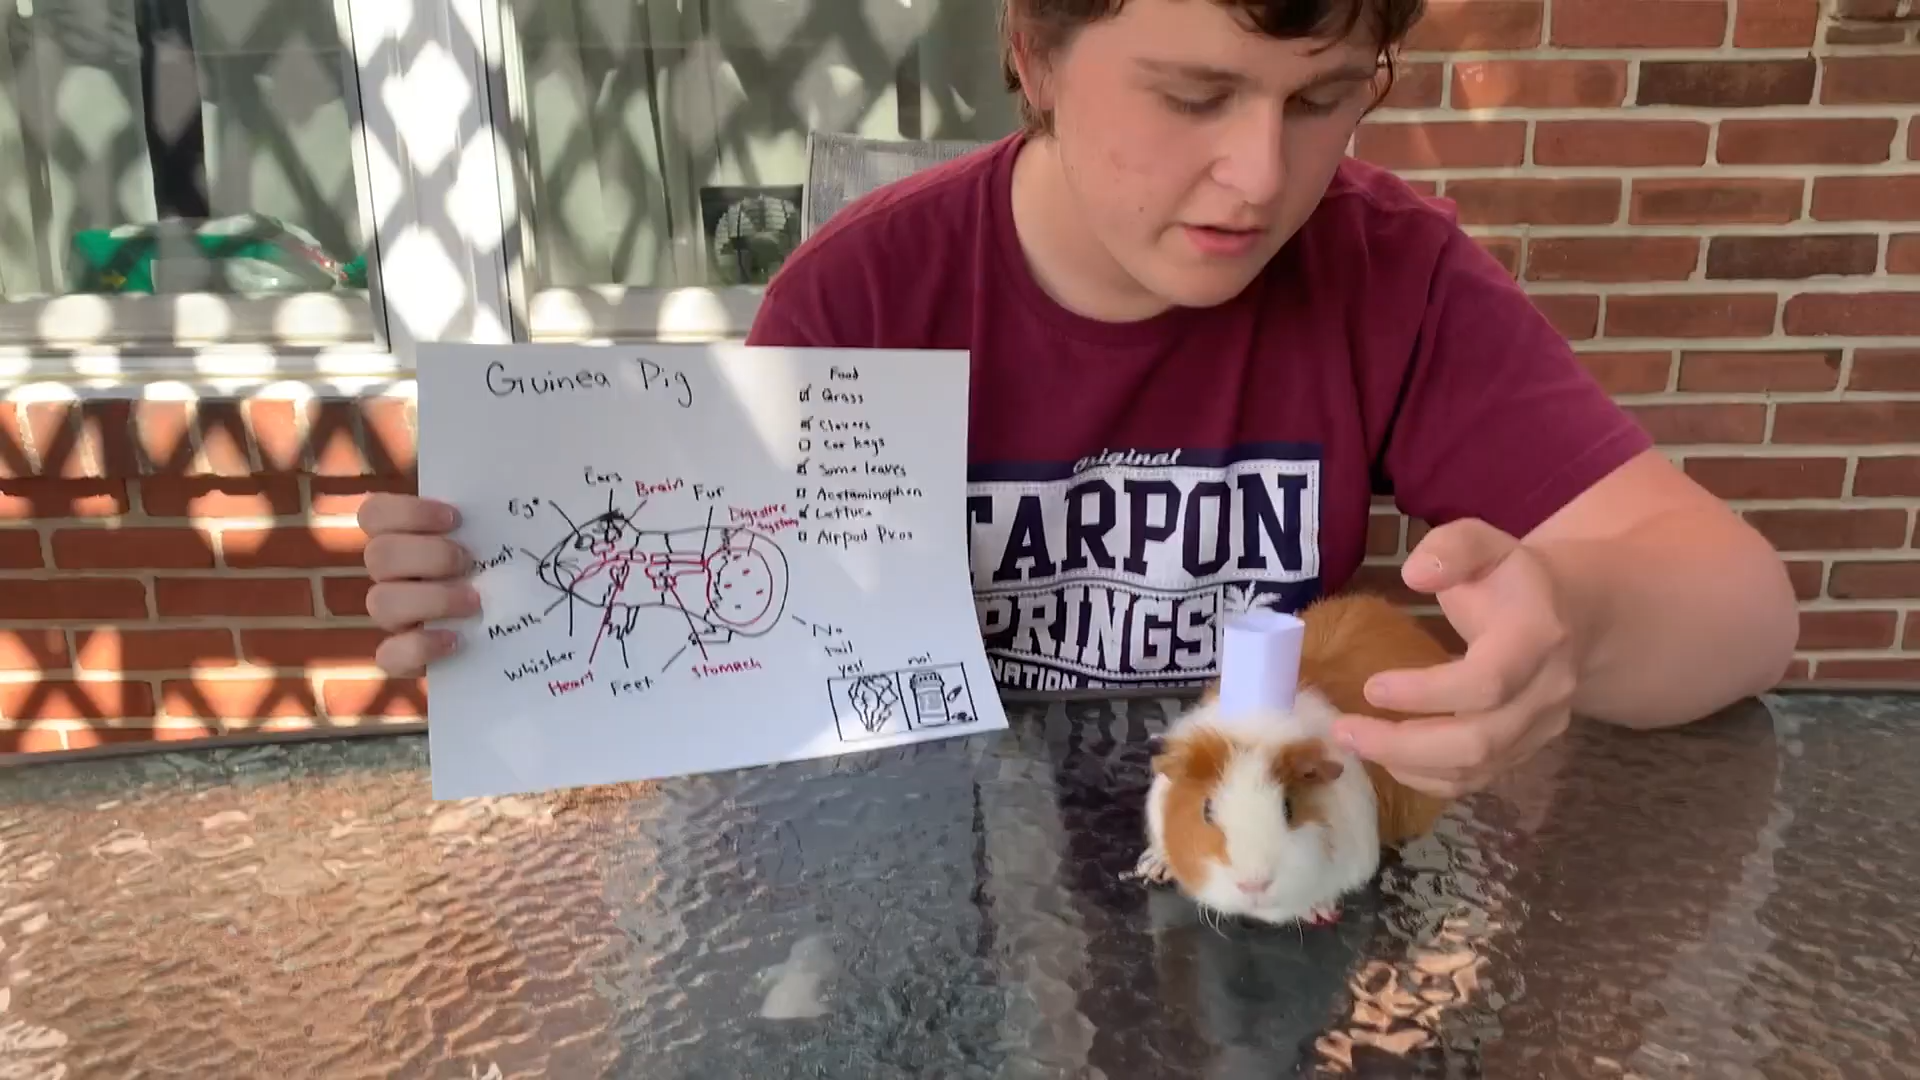 Guinea Pig
Food
Grass
Clovers
Car keys
Some leaves
Acetaminophen
Lettuce
Airpod Pros
Ears
Brain
Fur
Eye
Digestive
system
Snout
Mouth
Whisker
Heart
Feet
Stomach
No
tail
yes!
no!
Original
TARPON
SPRINGS